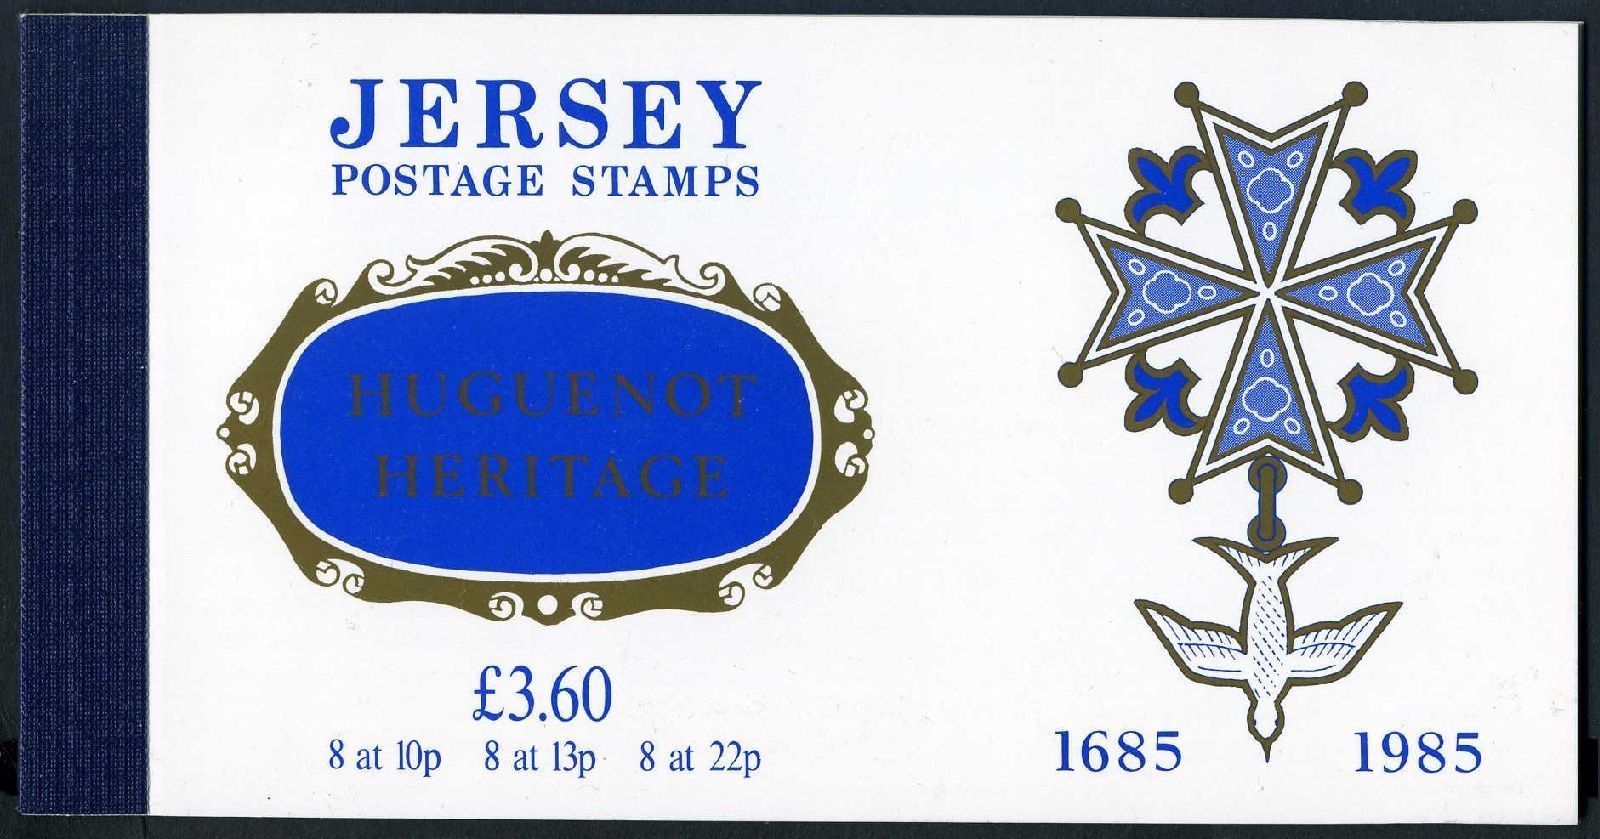 JERSEY
POSTAGE STAMPS
HUGUENOT
HERITAGE
£3.60
8 at 10p 8 at 13p 8 at 22p
1685 1985